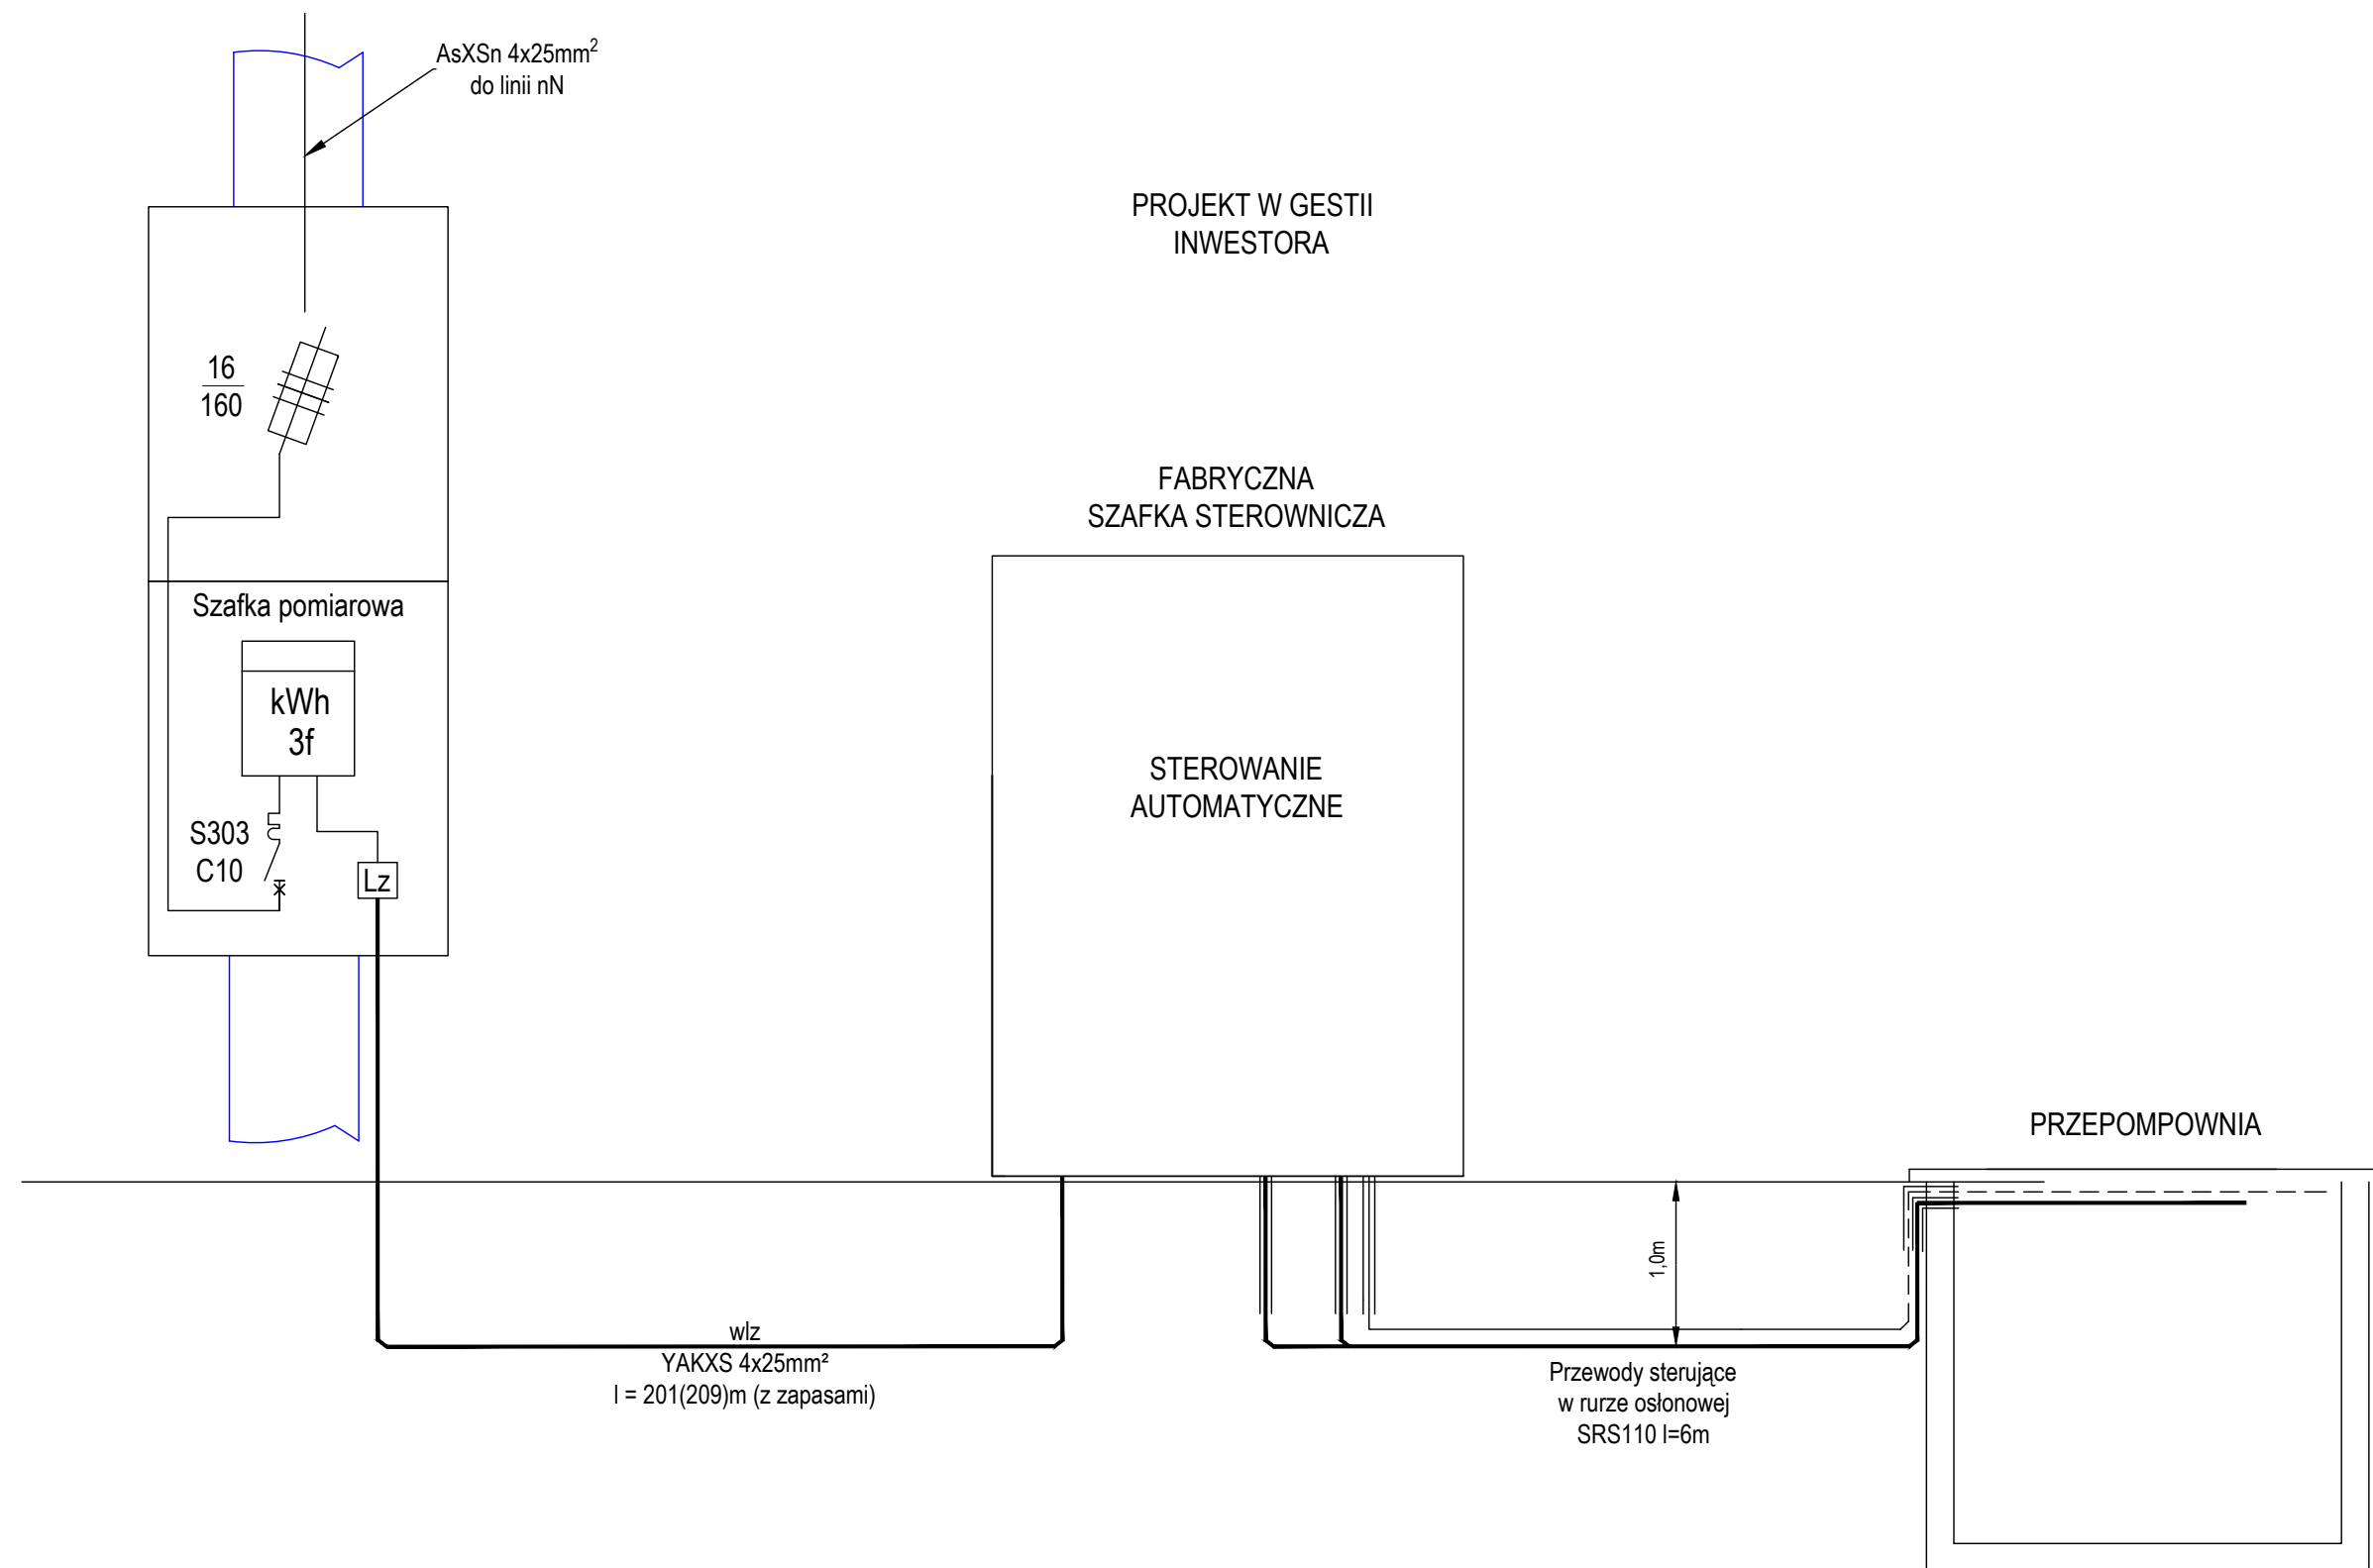 AsXSn 4x25mm²
do linii nN
PROJEKT W GESTII
INWESTORA
16
160
FABRYCZNA
SZAFKA STEROWNICZA
Szafka pomiarowa
kWh
3f
STEROWANIE
AUTOMATYCZNE
S303
C10
Lz
PRZEPOMPOWNIA
1,0m
wlz
YAKXS 4x25mm²
l = 201(209)m (z zapasami)
Przewody sterujące
w rurze osłonowej
SRS110 l=6m